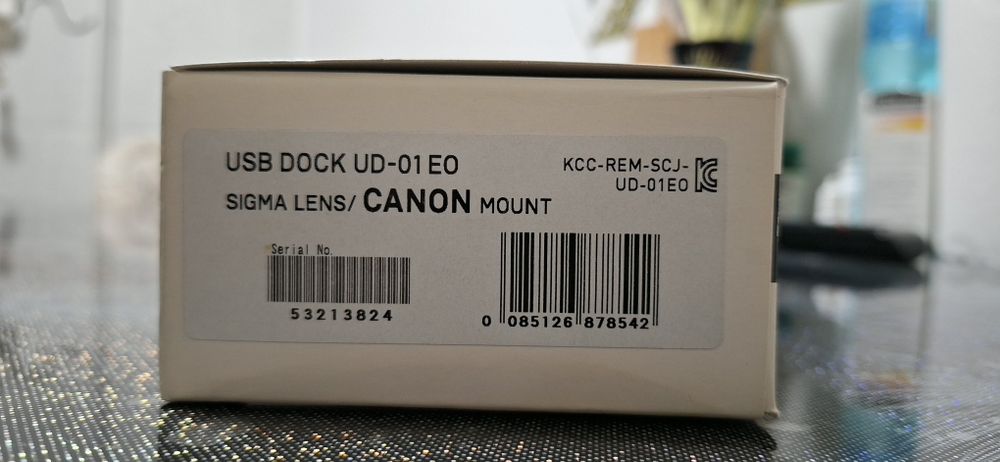 USB DOCK UD-01 EO
KCC-REM-SCJ-
UD-01EO
SIGMA LENS/ CANON MOUNT
Serial No.
53213824
0 085126 878542